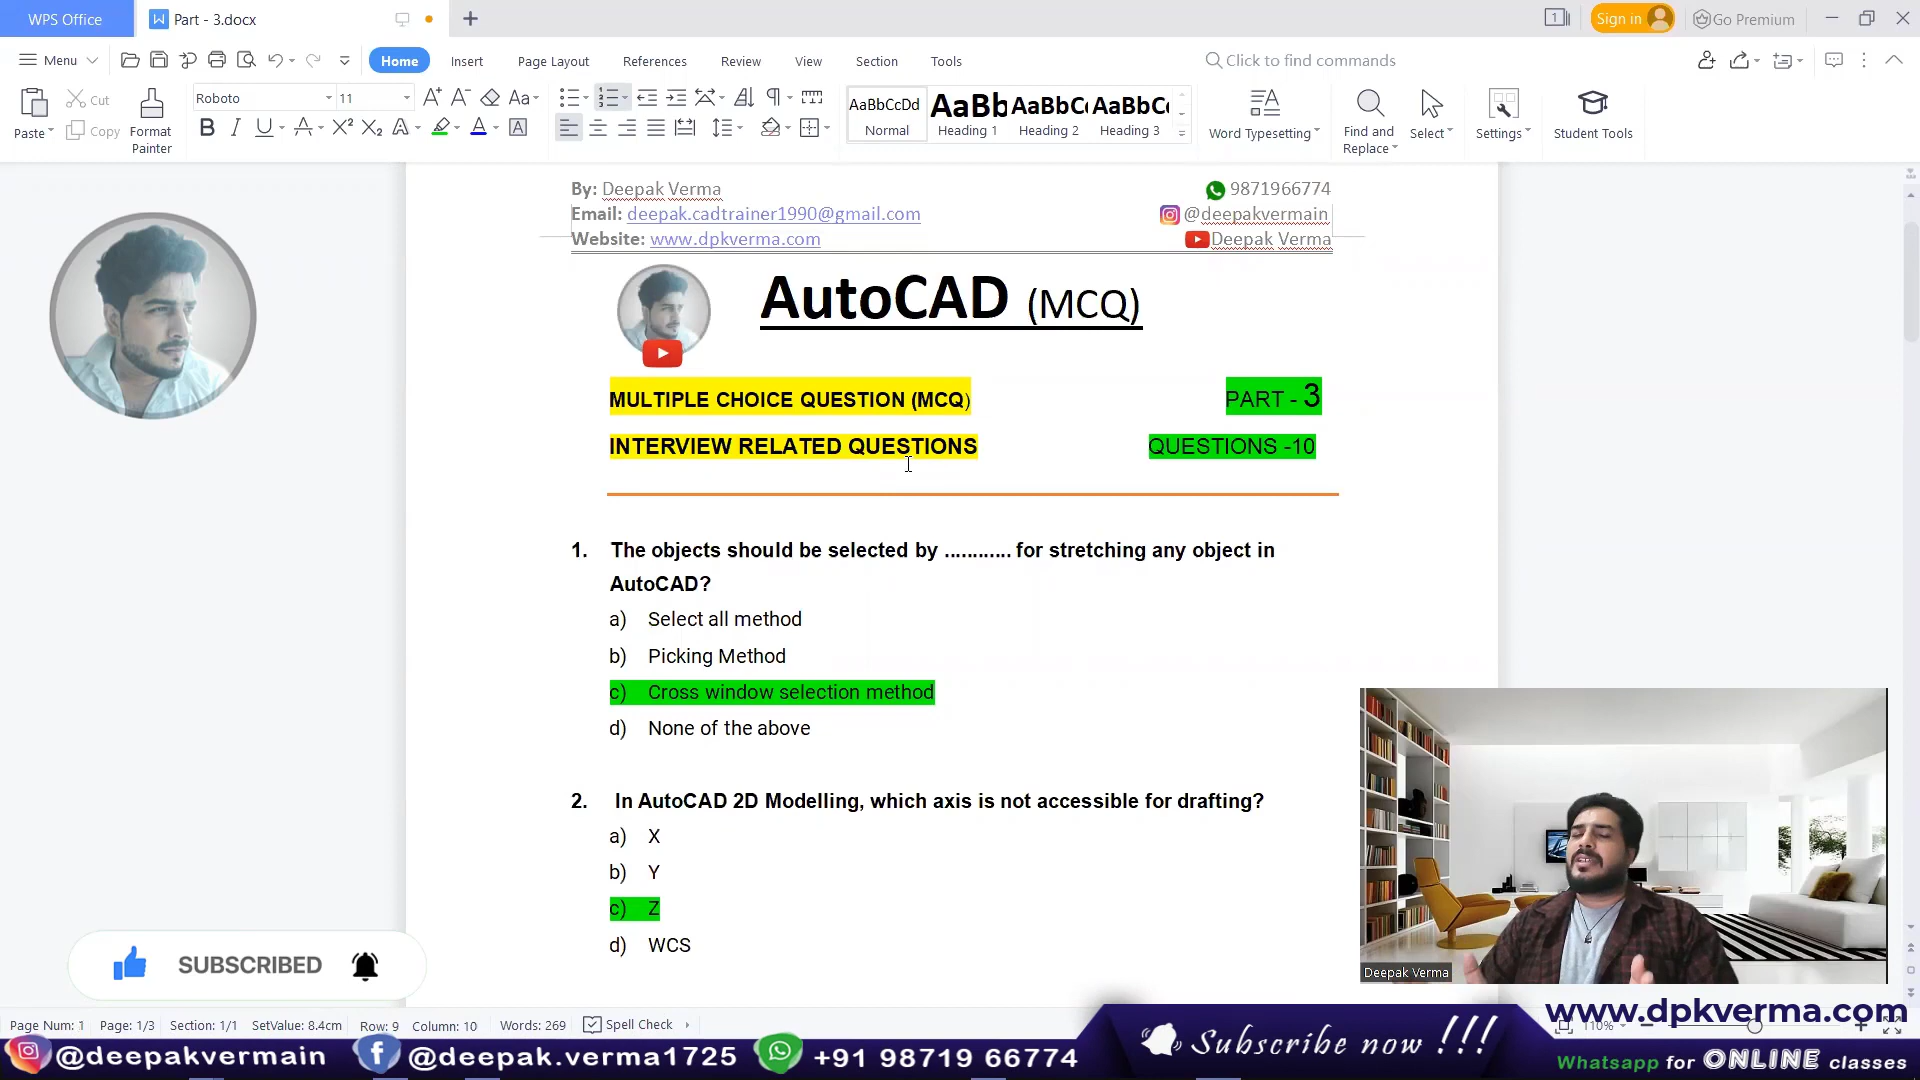 WPS Office
Part - 3.docx
1
Sign in
Go Premium
Menu
Home
Insert
Page Layout
References
Review
View
Section
Tools
Click to find commands
Paste
Cut
Copy
Format
Painter
Roboto
11
AaBbCcDd
Normal
AaBb
Heading 1
AaBbC
Heading 2
AaBbC
Heading 3
Word Typesetting
Find and
Replace
Select
Settings
Student Tools
By: Deepak Verma
9871966774
Email: deepak.cadtrainer1990@gmail.com
@deepakvermain
Website: www.dpkverma.com
Deepak Verma
AutoCAD (MCQ)
MULTIPLE CHOICE QUESTION (MCQ)
PART - 3
INTERVIEW RELATED QUESTIONS
QUESTIONS -10
1. The objects should be selected by ............ for stretching any object in
AutoCAD?
a) Select all method
b) Picking Method
c) Cross window selection method
d) None of the above
2. In AutoCAD 2D Modelling, which axis is not accessible for drafting?
a) X
b) Y
c) Z
d) WCS
SUBSCRIBED
Deepak Verma
www.dpkverma.com
Page Num: 1
Page: 1/3
Section: 1/1
SetValue: 8.4cm
Row: 9
Column: 10
Words: 269
Spell Check
110%
@deepakvermain
@deepak.verma1725
+91 98719 66774
Subscribe now !!!
Whatsapp for ONLINE classes